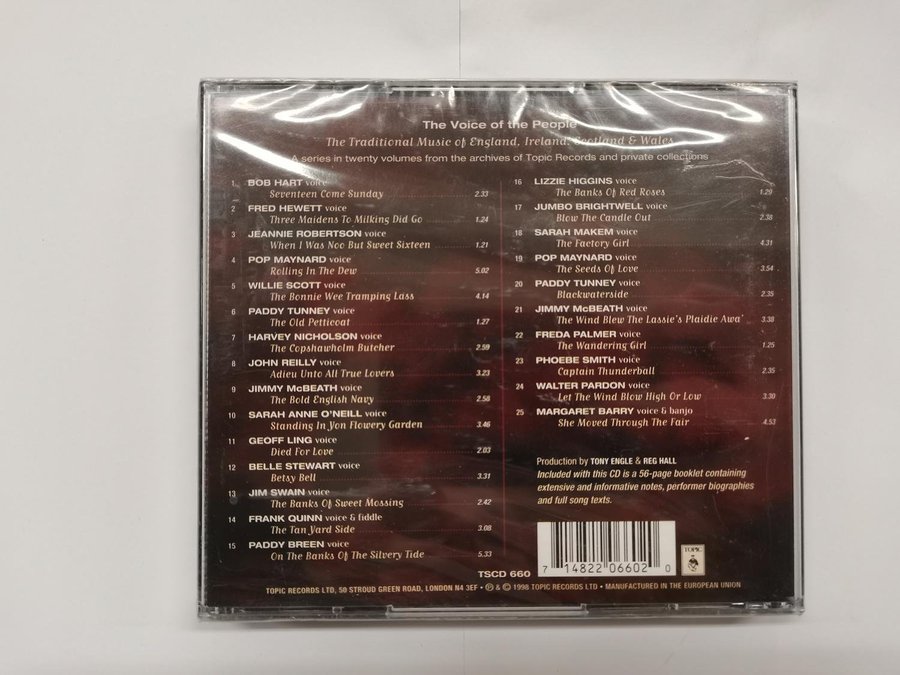 The Voice of the People
The Traditional Music of England, Ireland, Scotland & Wales
A series in twenty volumes from the archives of Topic Records and private collections
1 BOB HART voice
Seventeen Come Sunday 2.33
2 FRED HEWETT voice
Three Maidens To Milking Did Go 1.24
3 JEANNIE ROBERTSON voice
When I Was Noo But Sweet Sixteen 1.21
4 POP MAYNARD voice
Rolling In The Dew 5.02
5 WILLIE SCOTT voice
The Bonnie Wee Tramping Lass 4.14
6 PADDY TUNNEY voice
The Old Petticoat 1.27
7 HARVEY NICHOLSON voice
The Copshawholm Butcher 2.59
8 JOHN REILLY voice
Adieu Unto All True Lovers 3.23
9 JIMMY McBEATH voice
The Bold English Navy 2.58
10 SARAH ANNE O'NEILL voice
Standing In Yon Flowery Garden 3.46
11 GEOFF LING voice
Died For Love 2.03
12 BELLE STEWART voice
Betsy Bell 3.31
13 JIM SWAIN voice
The Banks Of Sweet Mossing 2.42
14 FRANK QUINN voice & fiddle
The Tan Yard Side 3.08
15 PADDY BREEN voice
On The Banks Of The Silvery Tide 5.33
16 LIZZIE HIGGINS voice
The Banks Of Red Roses 1.29
17 JUMBO BRIGHTWELL voice
Blow The Candle Out 2.38
18 SARAH MAKEM voice
The Factory Girl 4.31
19 POP MAYNARD voice
The Seeds Of Love 3.54
20 PADDY TUNNEY voice
Blackwaterside 2.35
21 JIMMY McBEATH voice
The Wind Blew The Lassie's Plaidie Awa' 3.38
22 FREDA PALMER voice
The Wandering Girl 1.25
23 PHOEBE SMITH voice
Captain Thunderball 2.35
24 WALTER PARDON voice
Let The Wind Blow High Or Low 3.30
25 MARGARET BARRY voice & banjo
She Moved Through The Fair 4.53
Production by TONY ENGLE & REG HALL
Included with this CD is a 56-page booklet containing
extensive and informative notes, performer biographies
and full song texts.
TSCD 660
7 14822 06602 0
TOPIC
TOPIC RECORDS LTD, 50 STROUD GREEN ROAD, LONDON N4 3EF • ℗ & © 1998 TOPIC RECORDS LTD • MANUFACTURED IN THE EUROPEAN UNION